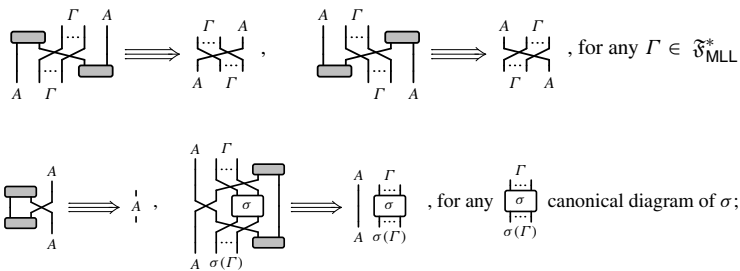 Γ A A Γ
... ... ... ...
A Γ Γ A , A Γ Γ A , for any Γ ∈ 𝔉*MLL
A A Γ A Γ Γ
σ A , σ , for any σ canonical diagram of σ;
A A σ(Γ) A σ(Γ) σ(Γ)